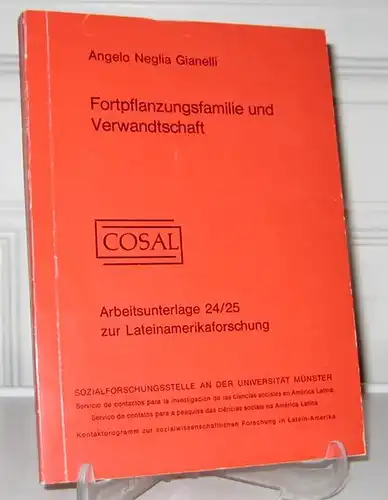 Angelo Neglia Gianelli
Fortpflanzungsfamilie und
Verwandtschaft
COSAL
Arbeitsunterlage 24/25
zur Lateinamerikaforschung
SOZIALFORSCHUNGSSTELLE AN DER UNIVERSITÄT MÜNSTER
Servicio de contactos para la investigación de las ciencias sociales en América Latina
Serviço de contatos para a pesquisa das ciências sociais na América Latina
Kontaktprogramm zur sozialwissenschaftlichen Forschung in Latein-Amerika